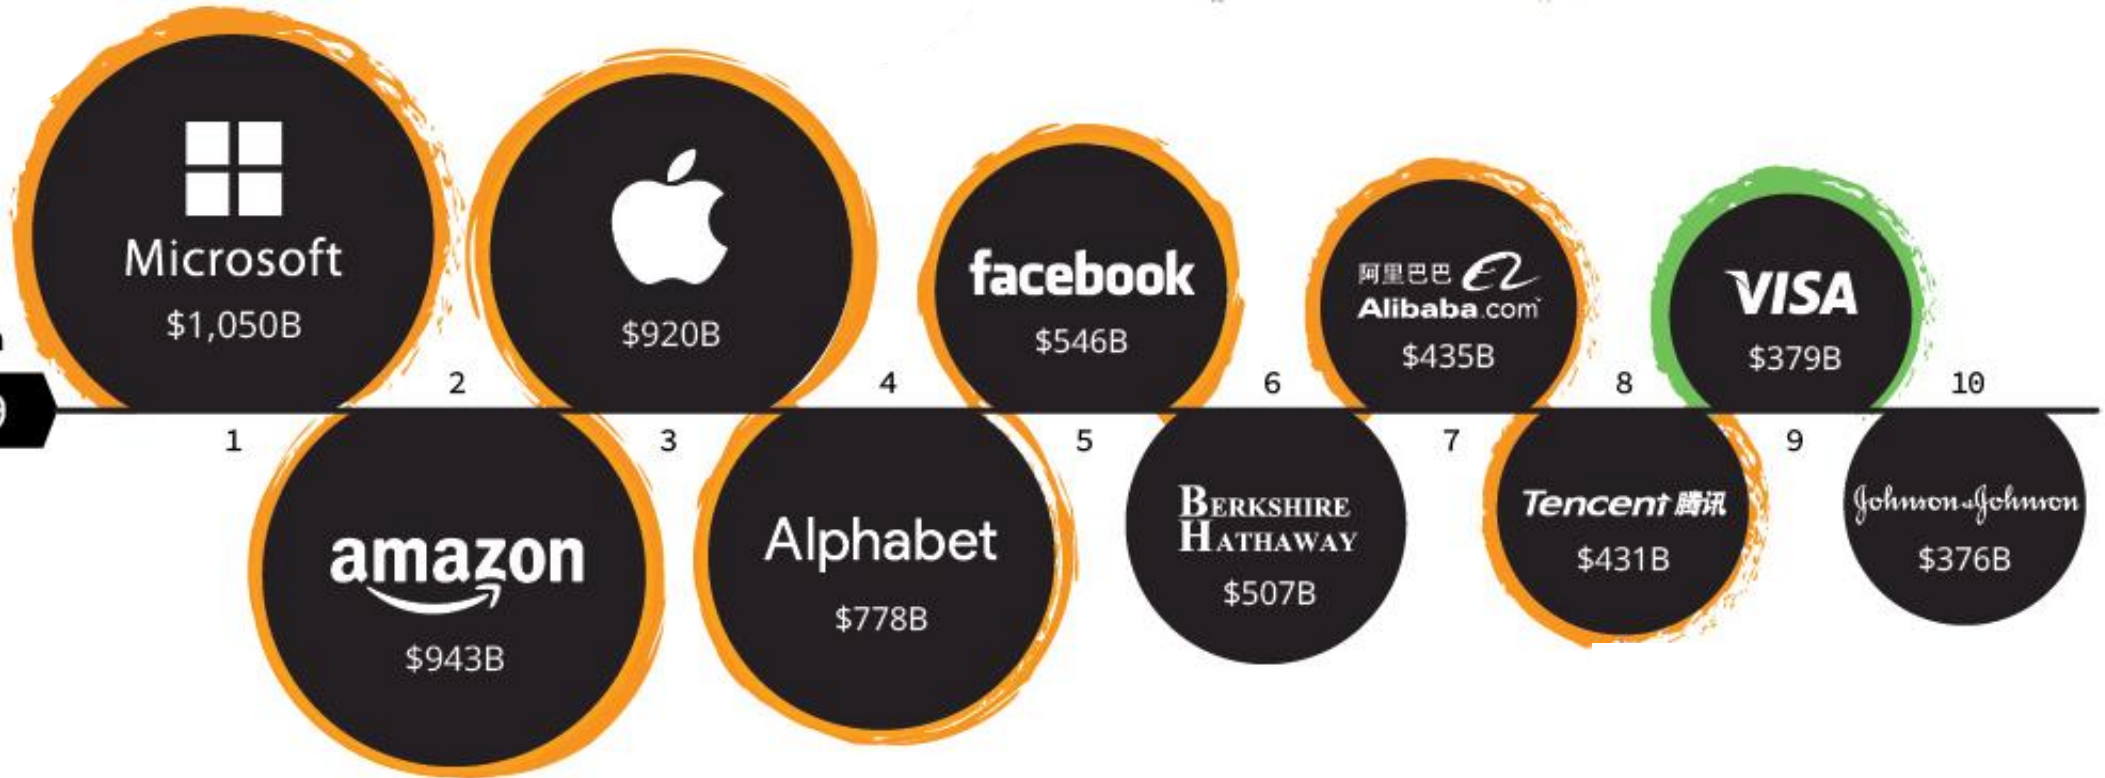 Microsoft
$1,050B
1
2
amazon
$943B
$920B
3
4
Alphabet
$778B
facebook
$546B
5
6
BERKSHIRE
HATHAWAY
$507B
阿里巴巴
Alibaba.com
$435B
7
8
Tencent 腾讯
$431B
VISA
$379B
9
10
Johnson&Johnson
$376B